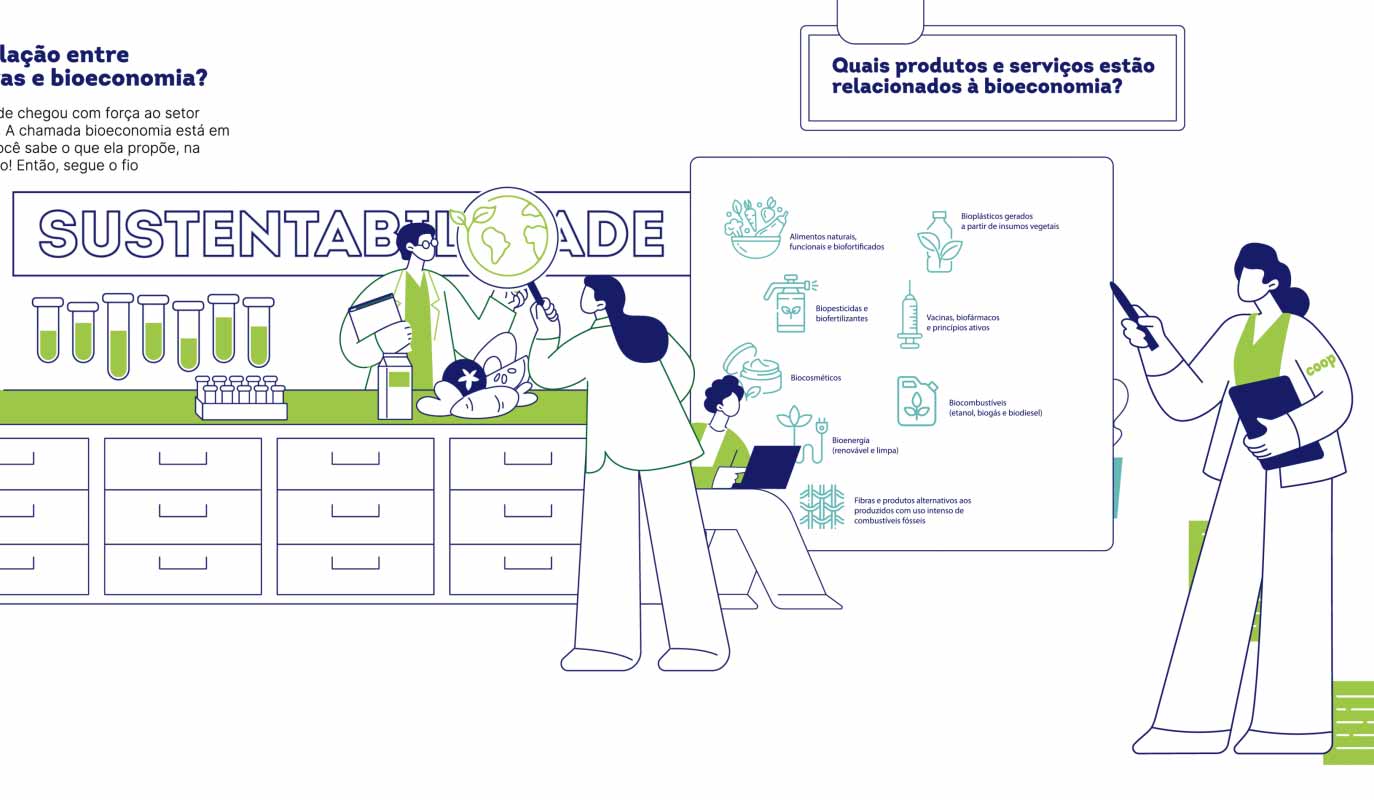 lação entre
as e bioeconomia?
de chegou com força ao setor
. A chamada bioeconomia está em
ocê sabe o que ela propõe, na
o! Então, segue o fio
SUSTENTABILIDADE
Quais produtos e serviços estão
relacionados à bioeconomia?
Alimentos naturais,
funcionais e biofortificados
Bioplásticos gerados
a partir de insumos vegetais
Biopesticidas e
biofertilizantes
Vacinas, biofármacos
e princípios ativos
Biocosméticos
Biocombustíveis
(etanol, biogás e biodiesel)
Bioenergia
(renovável e limpa)
Fibras e produtos alternativos aos
produzidos com uso intenso de
combustíveis fósseis
coop